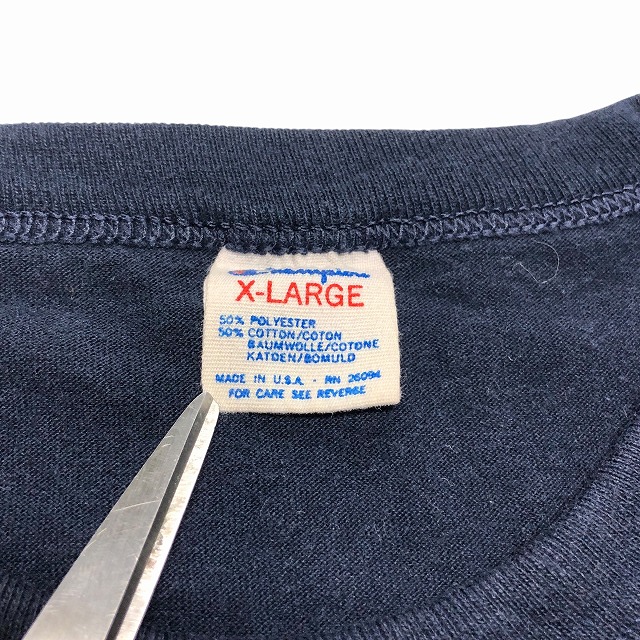 Champion
X-LARGE
50% POLYESTER
50% COTTON/COTON
BAUMWOLLE/COTONE
KATOEN/BOMULD
MADE IN U.S.A. · RN 26094
FOR CARE SEE REVERSE